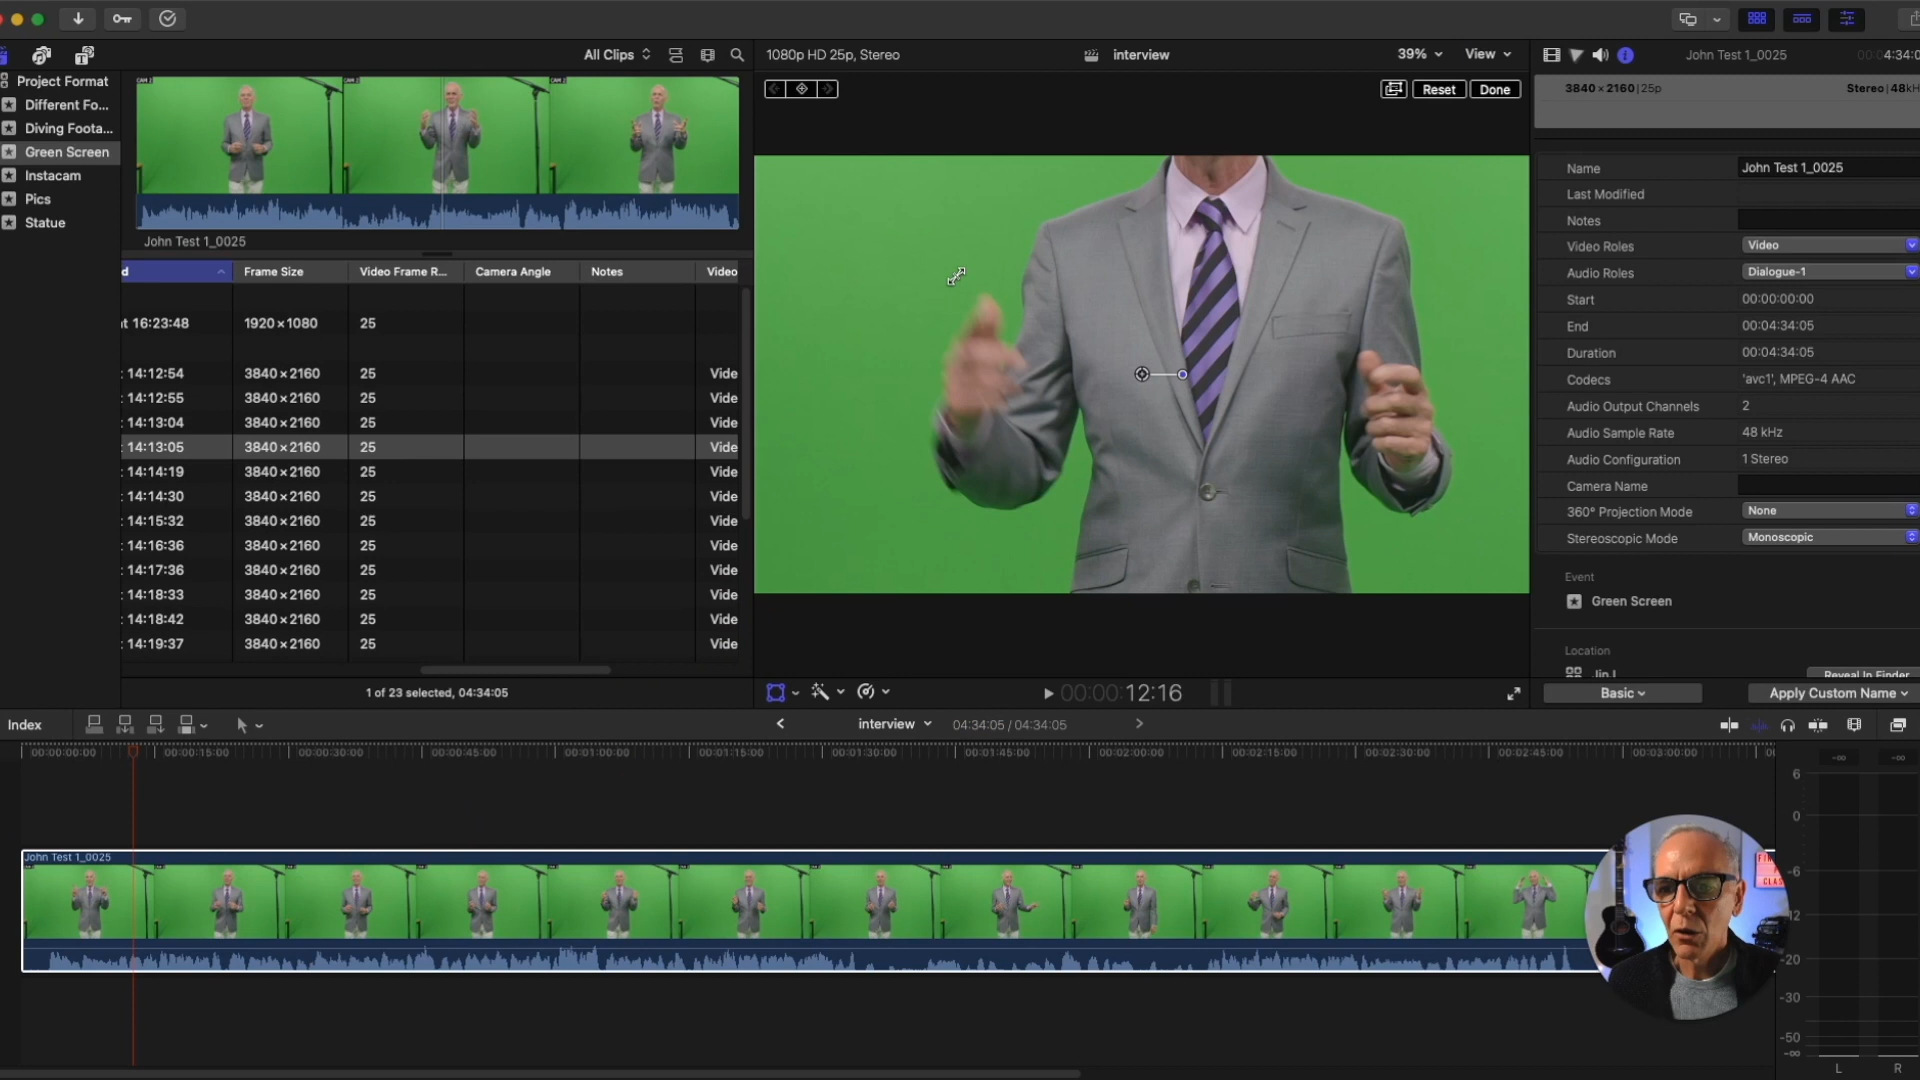 All Clips
1080p HD 25p, Stereo
interview
39%
View
John Test 1_0025
4:34:0
Project Format
Different Fo...
Diving Foota...
Green Screen
Instacam
Pics
Statue
John Test 1_0025
d
Frame Size
Video Frame R...
Camera Angle
Notes
Video
t 16:23:48
1920×1080
25
: 14:12:54
3840×2160
25
Vide
: 14:12:55
3840×2160
25
Vide
: 14:13:04
3840×2160
25
Vide
: 14:13:05
3840×2160
25
Vide
: 14:14:19
3840×2160
25
Vide
: 14:14:30
3840×2160
25
Vide
: 14:15:32
3840×2160
25
Vide
: 14:16:36
3840×2160
25
Vide
: 14:17:36
3840×2160
25
Vide
: 14:18:33
3840×2160
25
Vide
: 14:18:42
3840×2160
25
Vide
: 14:19:37
3840×2160
25
Vide
1 of 23 selected, 04:34:05
Reset
Done
00:00:12:16
3840×2160 | 25p
Stereo | 48kH
Name
John Test 1_0025
Last Modified
Notes
Video Roles
Video
Audio Roles
Dialogue-1
Start
00:00:00:00
End
00:04:34:05
Duration
00:04:34:05
Codecs
'avc1', MPEG-4 AAC
Audio Output Channels
2
Audio Sample Rate
48 kHz
Audio Configuration
1 Stereo
Camera Name
360° Projection Mode
None
Stereoscopic Mode
Monoscopic
Event
Green Screen
Location
Reveal In Finder
Basic
Apply Custom Name
Index
interview
04:34:05 / 04:34:05
00:00:00:00
00:00:15:00
00:00:30:00
00:00:45:00
00:01:00:00
00:01:15:00
00:01:30:00
00:01:45:00
00:02:00:00
00:02:15:00
00:02:30:00
00:02:45:00
00:03:00:00
John Test 1_0025
-∞
-∞
6
0
-6
-12
-20
-30
-50
-∞
L
R